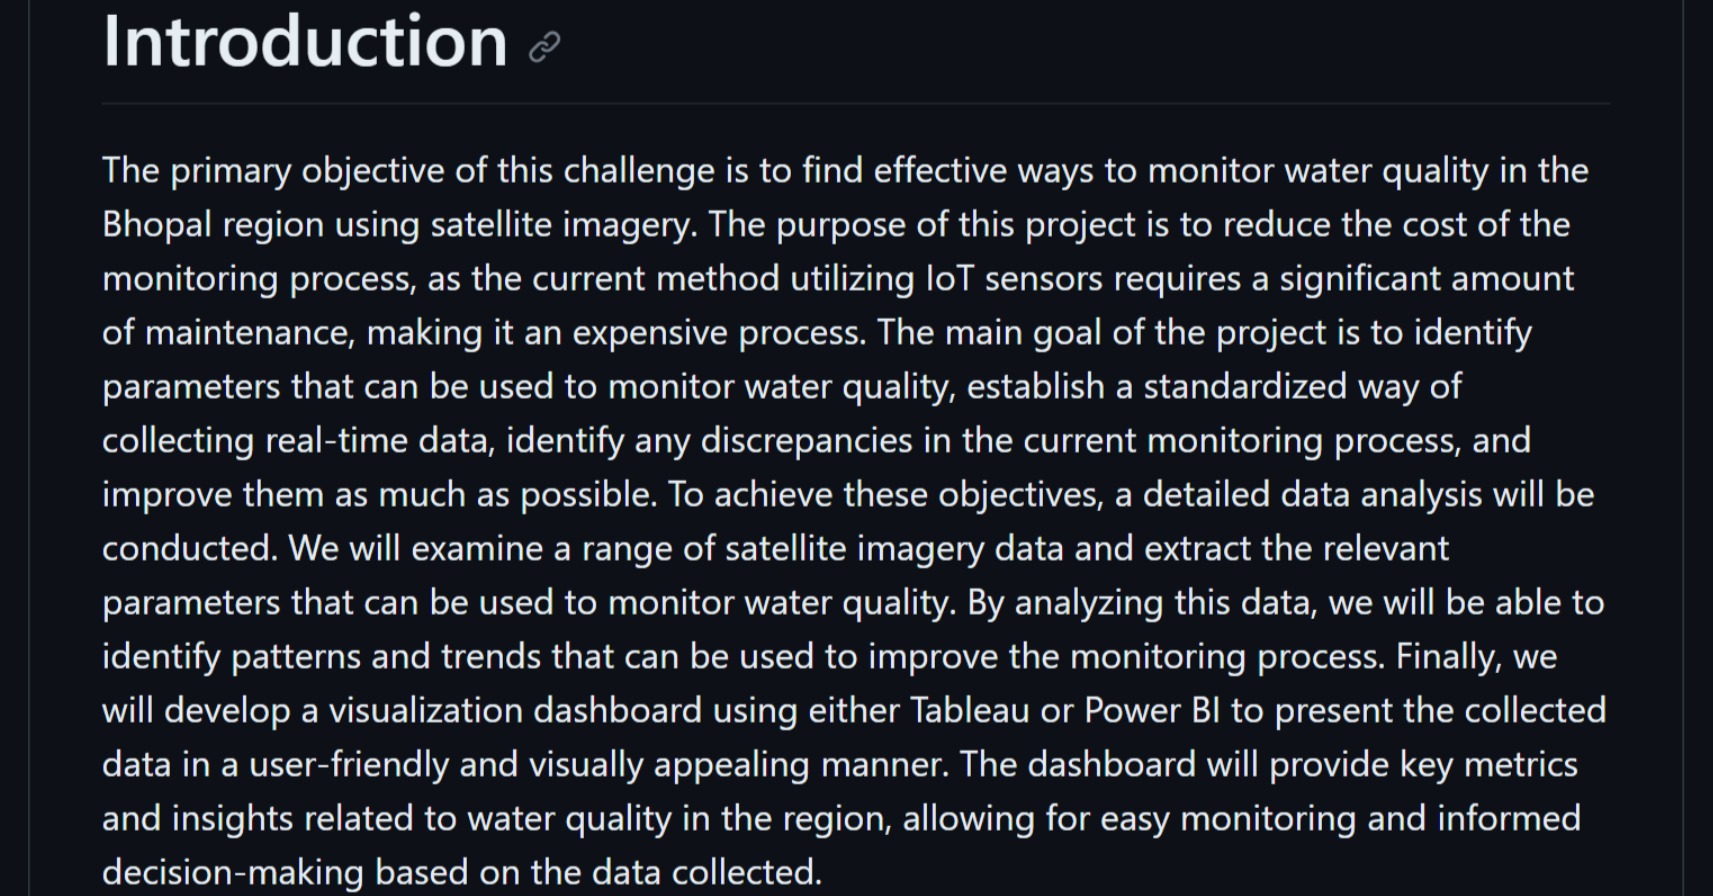 Introduction
The primary objective of this challenge is to find effective ways to monitor water quality in the
Bhopal region using satellite imagery. The purpose of this project is to reduce the cost of the
monitoring process, as the current method utilizing IoT sensors requires a significant amount
of maintenance, making it an expensive process. The main goal of the project is to identify
parameters that can be used to monitor water quality, establish a standardized way of
collecting real-time data, identify any discrepancies in the current monitoring process, and
improve them as much as possible. To achieve these objectives, a detailed data analysis will be
conducted. We will examine a range of satellite imagery data and extract the relevant
parameters that can be used to monitor water quality. By analyzing this data, we will be able to
identify patterns and trends that can be used to improve the monitoring process. Finally, we
will develop a visualization dashboard using either Tableau or Power BI to present the collected
data in a user-friendly and visually appealing manner. The dashboard will provide key metrics
and insights related to water quality in the region, allowing for easy monitoring and informed
decision-making based on the data collected.